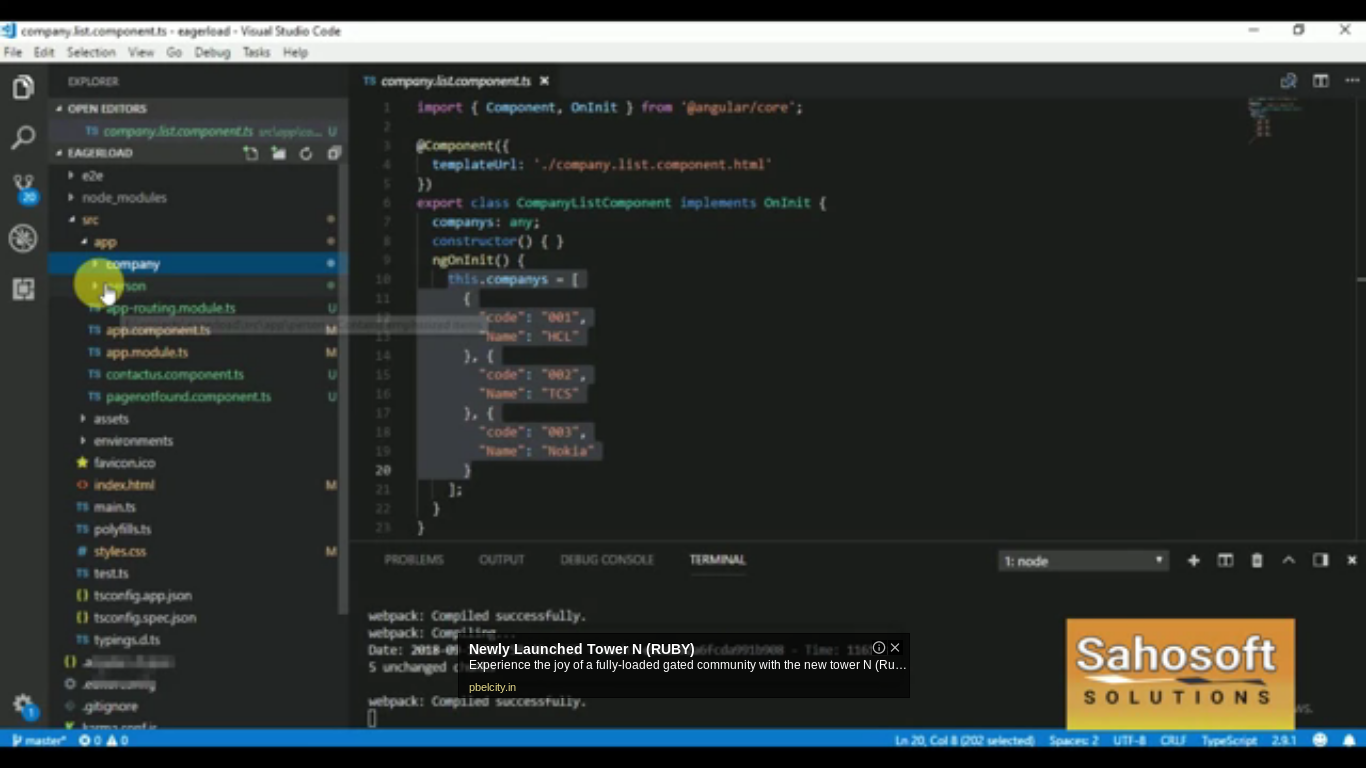 company.list.component.ts - eagerload - Visual Studio Code
File Edit Selection View Go Debug Tasks Help
EXPLORER
OPEN EDITORS
TS company.list.component.ts src\app\co... U
EAGERLOAD
e2e
node_modules
src
app
company
person
TS app-routing.module.ts U
TS app.component.ts M
TS app.module.ts M
TS contactus.component.ts U
TS pagenotfound.component.ts U
assets
environments
favicon.ico
index.html M
TS main.ts
TS polyfills.ts
# styles.css M
TS test.ts
{} tsconfig.app.json
{} tsconfig.spec.json
TS typings.d.ts
.editorconfig
.gitignore
karma.conf.js
20
1
TS company.list.component.ts
1 import { Component, OnInit } from '@angular/core';
2
3 @Component({
4 templateUrl: './company.list.component.html'
5 })
6 export class CompanyListComponent implements OnInit {
7 companys: any;
8 constructor() { }
9 ngOnInit() {
10 this.companys = [
11 {
12 "code": "001",
13 "Name": "HCL"
14 }, {
15 "code": "002",
16 "Name": "TCS"
17 }, {
18 "code": "003",
19 "Name": "Nokia"
20 }
21 ];
22 }
23 }
PROBLEMS OUTPUT DEBUG CONSOLE TERMINAL
1: node
webpack: Compiled successfully.
webpack: Compiling...
Date: 2018-09
5 unchanged
webpack: Compiled successfully.
Newly Launched Tower N (RUBY)
Experience the joy of a fully-loaded gated community with the new tower N (Ru...
pbelcity.in
Sahosoft
SOLUTIONS
master* 0 0
Ln 20, Col 8 (202 selected) Spaces: 2 UTF-8 CRLF TypeScript 2.9.1